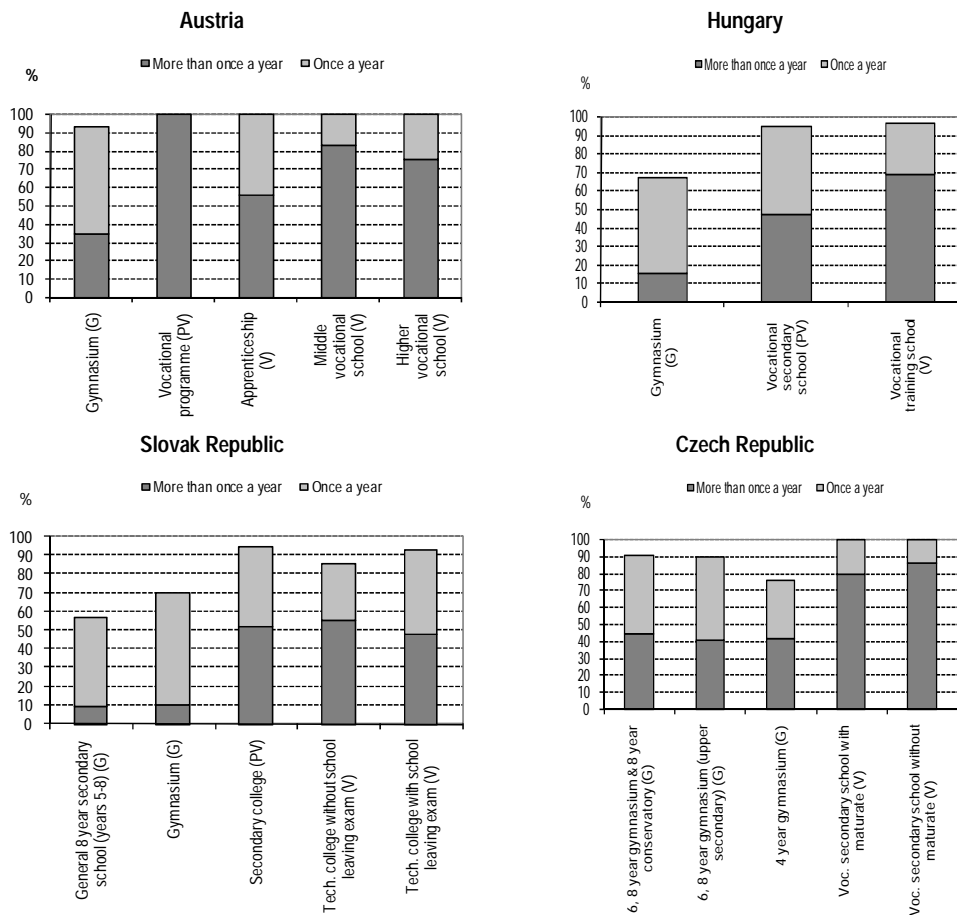 Austria
More than once a year Once a year
%
100
90
80
70
60
50
40
30
20
10
0
Gymnasium (G)
Vocational
programme (PV)
Apprenticeship
(V)
Middle
vocational
school (V)
Higher
vocational
school (V)
Hungary
More than once a year Once a year
%
100
90
80
70
60
50
40
30
20
10
0
Gymnasium
(G)
Vocational
secondary
school (PV)
Vocational
training school
(V)
Slovak Republic
More than once a year Once a year
%
100
90
80
70
60
50
40
30
20
10
0
General 8 year secondary
school (years 5-8) (G)
Gymnasium (G)
Secondary college (PV)
Tech. college without school
leaving exam (V)
Tech. college with school
leaving exam (V)
Czech Republic
More than once a year Once a year
%
100
90
80
70
60
50
40
30
20
10
0
6, 8 year gymnasium & 8 year
conservatory (G)
6, 8 year gymnasium (upper
secondary) (G)
4 year gymnasium (G)
Voc. secondary school with
maturate (V)
Voc. secondary school without
maturate (V)